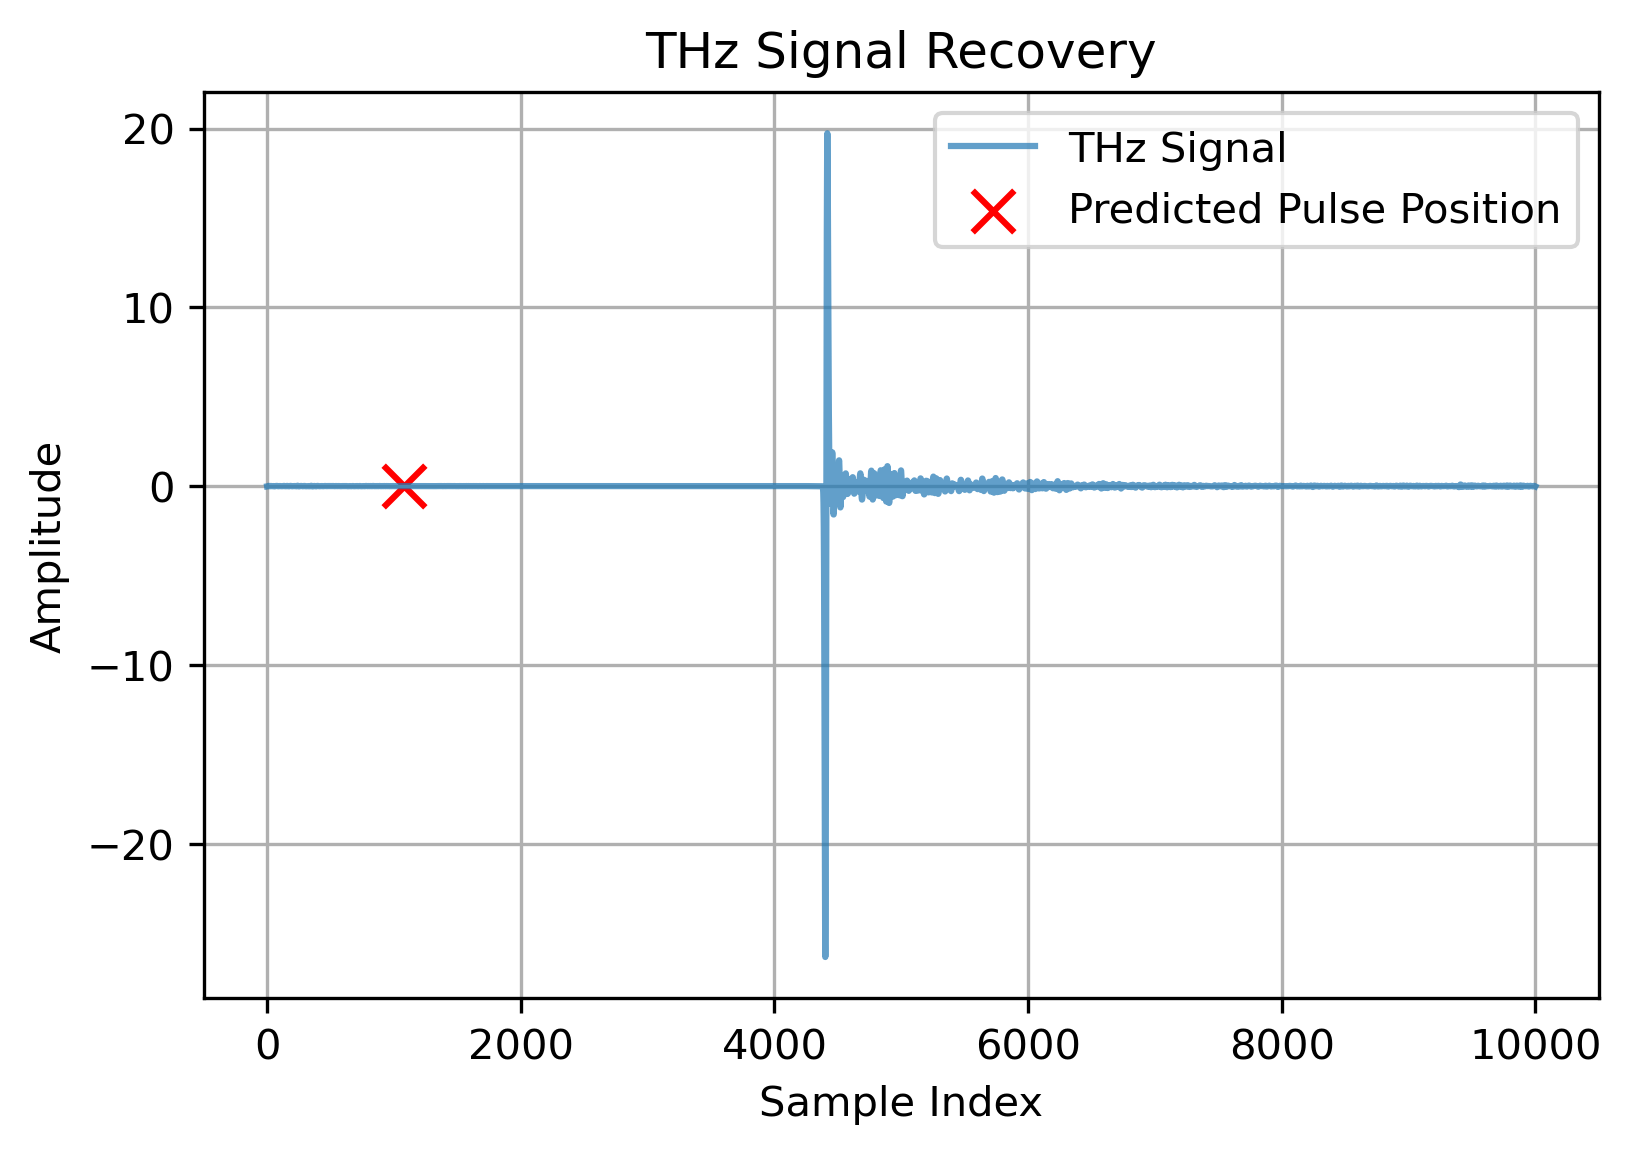 THz Signal Recovery
THz Signal
Predicted Pulse Position
20
10
0
−10
−20
Amplitude
0 2000 4000 6000 8000 10000
Sample Index